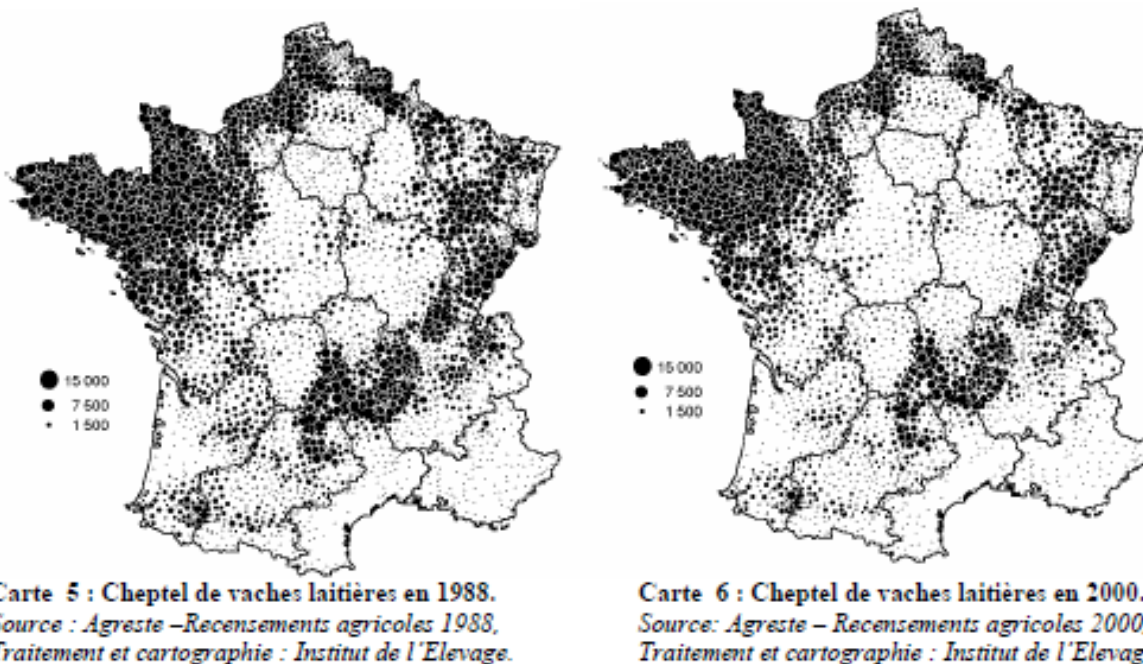 15 000
7 500
1 500
15 000
7 500
1 500
Carte 5 : Cheptel de vaches laitières en 1988.
Source : Agreste –Recensements agricoles 1988,
Traitement et cartographie : Institut de l'Elevage.
Carte 6 : Cheptel de vaches laitières en 2000.
Source: Agreste – Recensements agricoles 2000
Traitement et cartographie : Institut de l'Elevag